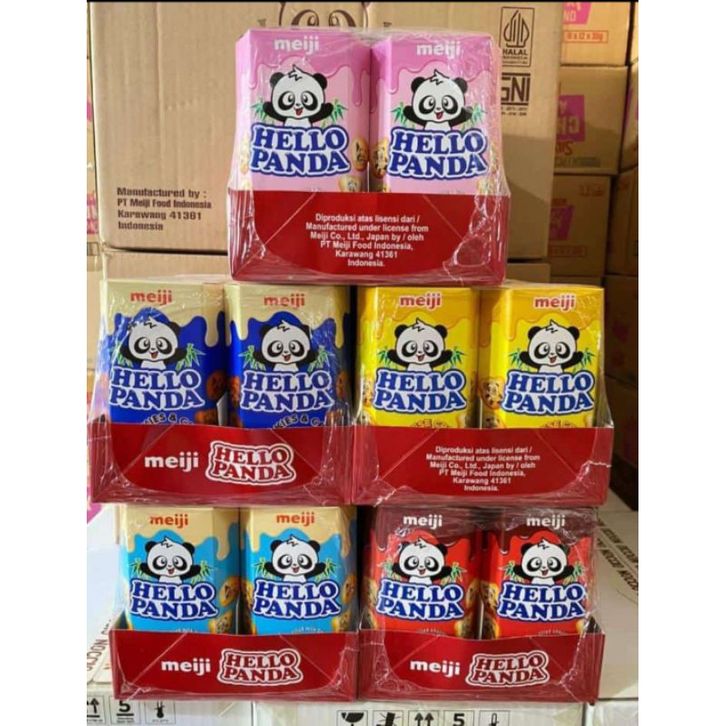 meiji
HELLO
PANDA
meiji
HELLO
PANDA
HALAL
Manufactured by :
PT Meiji Food Indonesia
Karawang 41361
Indonesia
Diproduksi atas lisensi dari /
Manufactured under license from
Meiji Co., Ltd., Japan by / oleh
PT Meiji Food Indonesia,
Karawang 41361
Indonesia.
meiji
HELLO
PANDA
meiji
HELLO
PANDA
meiji
HELLO
PANDA
meiji
HELLO
PANDA
meiji HELLO
PANDA
Diproduksi atas lisensi dari /
Manufactured under license from
Meiji Co., Ltd., Japan by / oleh
PT Meiji Food Indonesia,
Karawang 41361
Indonesia.
meiji
HELLO
PANDA
meiji
HELLO
PANDA
meiji
HELLO
PANDA
meiji
HELLO
PANDA
meiji HELLO
PANDA
meiji HELLO
PANDA
5
5